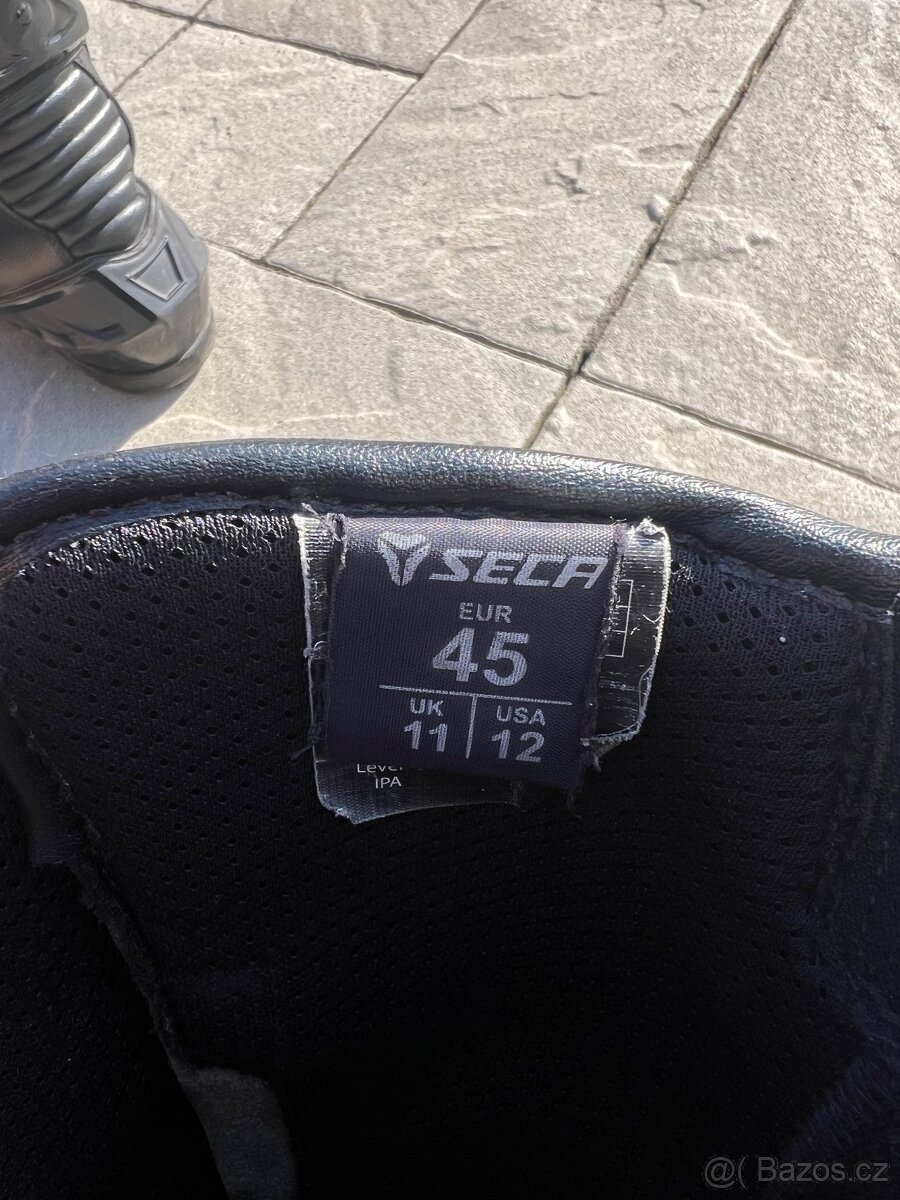 SECA
EUR
45
UK
11
USA
12
IPA
@( Bazos.cz